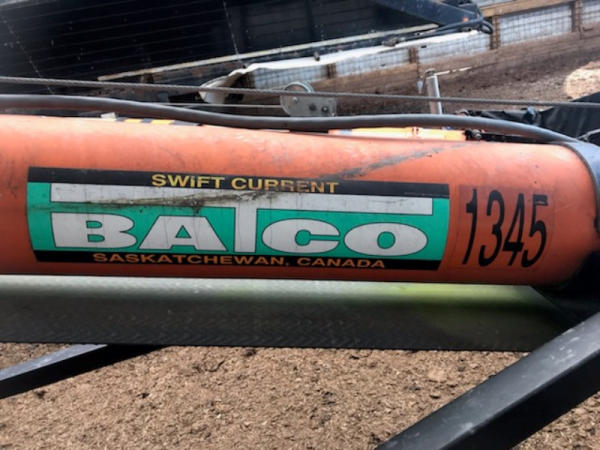 SWIFT CURRENT
BATCO
SASKATCHEWAN, CANADA
1345